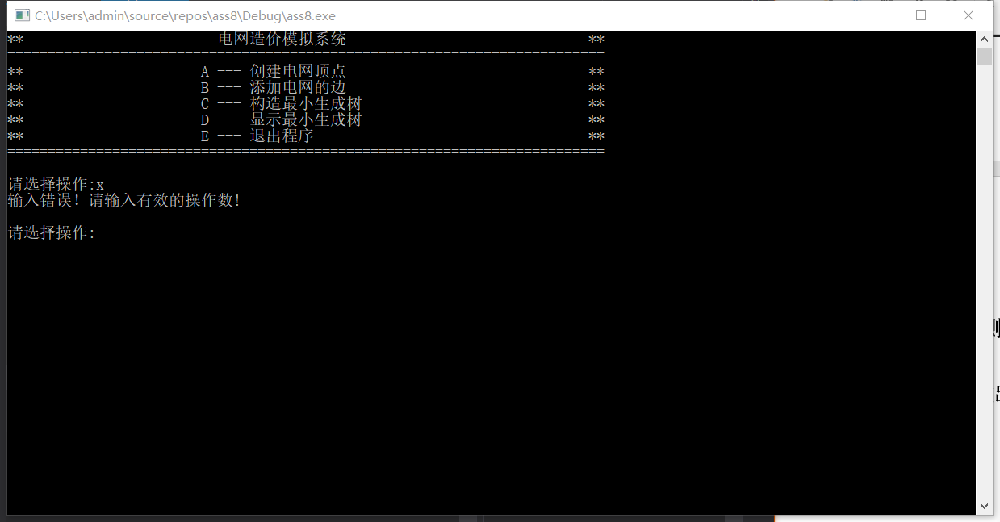 C:\Users\admin\source\repos\ass8\Debug\ass8.exe
** 电网造价模拟系统 **
==========================================================================
** A --- 创建电网顶点 **
** B --- 添加电网的边 **
** C --- 构造最小生成树 **
** D --- 显示最小生成树 **
** E --- 退出程序 **
==========================================================================
请选择操作:x
输入错误! 请输入有效的操作数!
请选择操作: